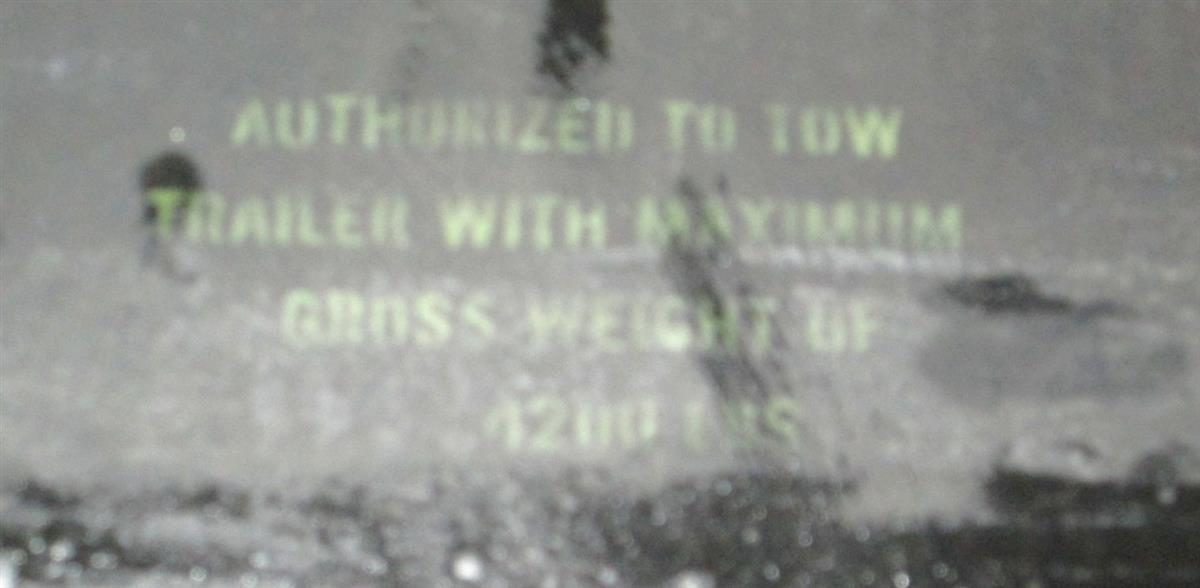 AUTHORIZED TO TOW
TRAILER WITH MAXIMUM
GROSS WEIGHT OF
4200 LBS